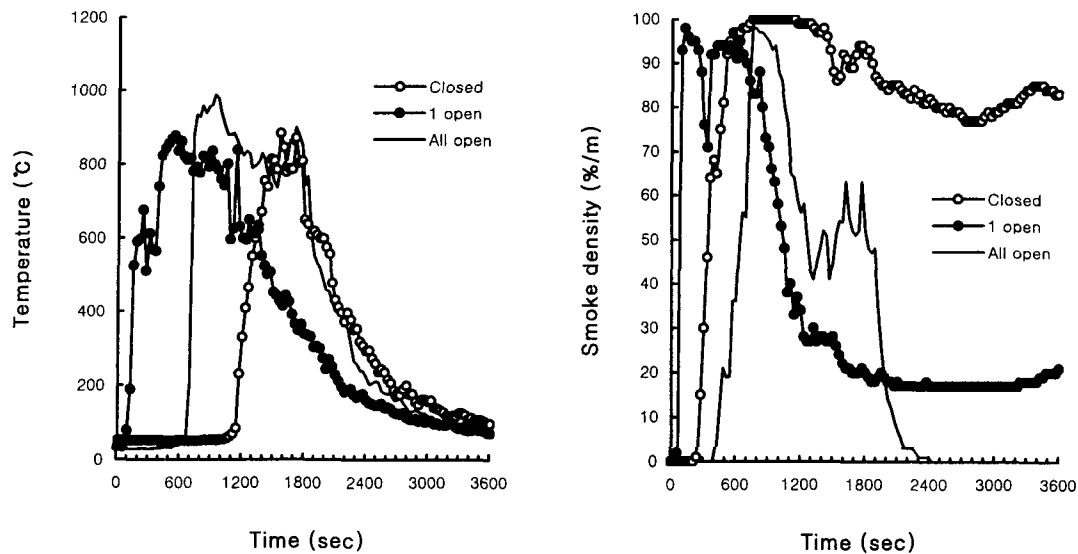 1200
1000
800
600
400
200
0
Temperature (℃)
Closed
1 open
All open
0 600 1200 1800 2400 3000 3600
Time (sec)
100
90
80
70
60
50
40
30
20
10
0
Smoke density (%/m)
Closed
1 open
All open
0 600 1200 1800 2400 3000 3600
Time (sec)